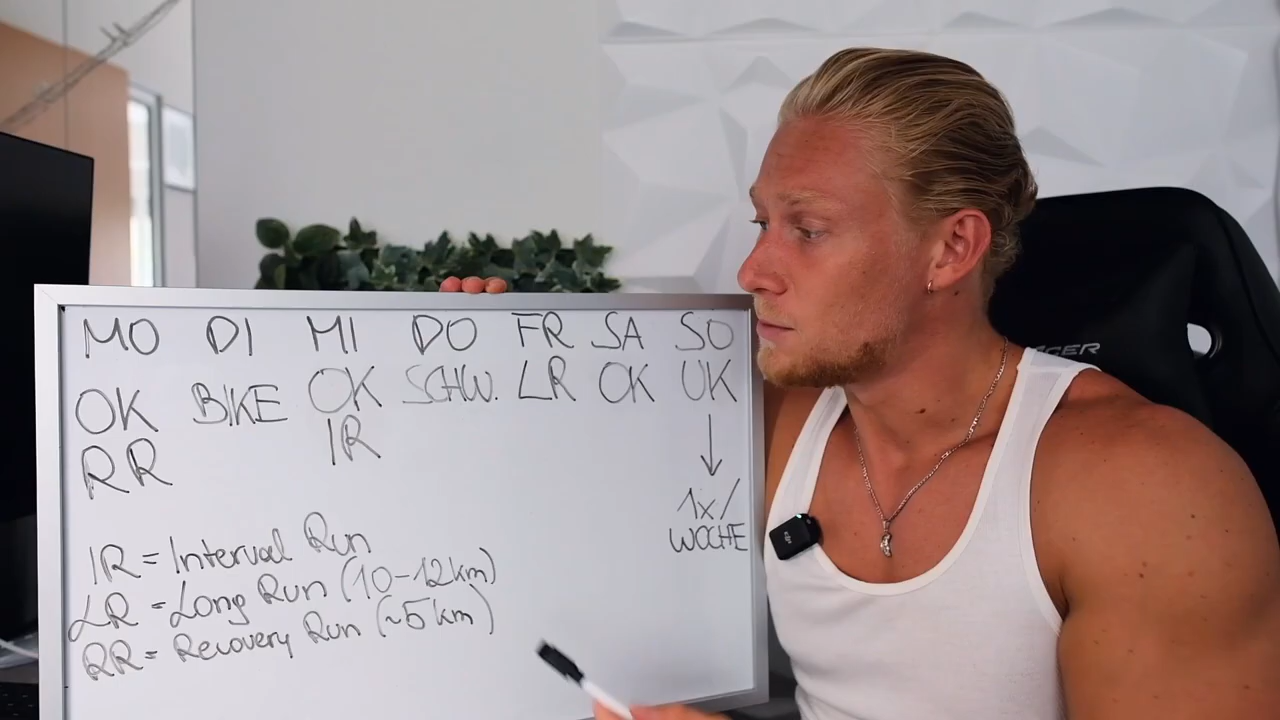 MO DI MI DO FR SA SO
OK BIKE OK SCHW. LR OK UK
RR IR
1x/
WOCHE
IR = Interval Run
LR = Long Run (10-12km)
RR = Recovery Run (~5km)
dji